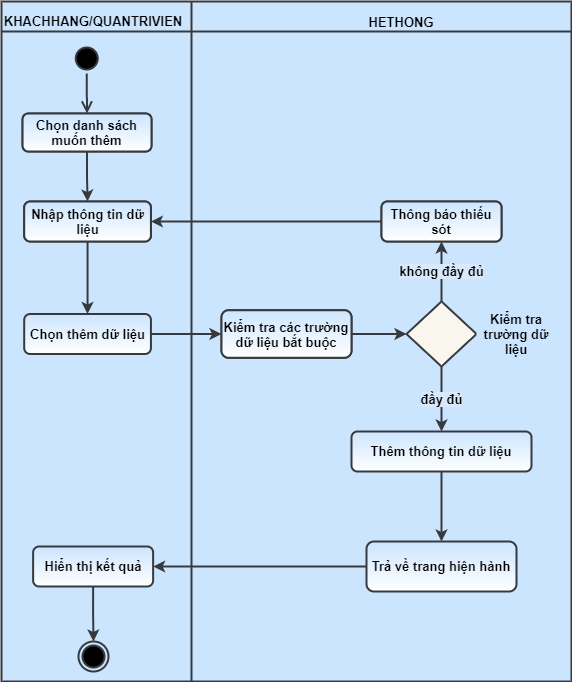 KHACHHANG/QUANTRIVIEN
HETHONG
Chọn danh sách
muốn thêm
Nhập thông tin dữ
liệu
Thông báo thiếu
sót
không đầy đủ
Chọn thêm dữ liệu
Kiểm tra các trường
dữ liệu bắt buộc
Kiểm tra
trường dữ
liệu
đầy đủ
Thêm thông tin dữ liệu
Hiển thị kết quả
Trả về trang hiện hành